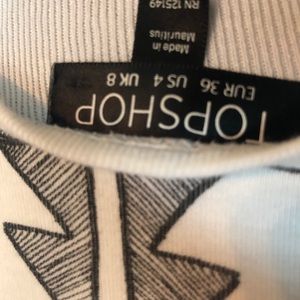 TOPSHOP
EUR 36 US 4 UK 8
Made in
Mauritius
RN 125149